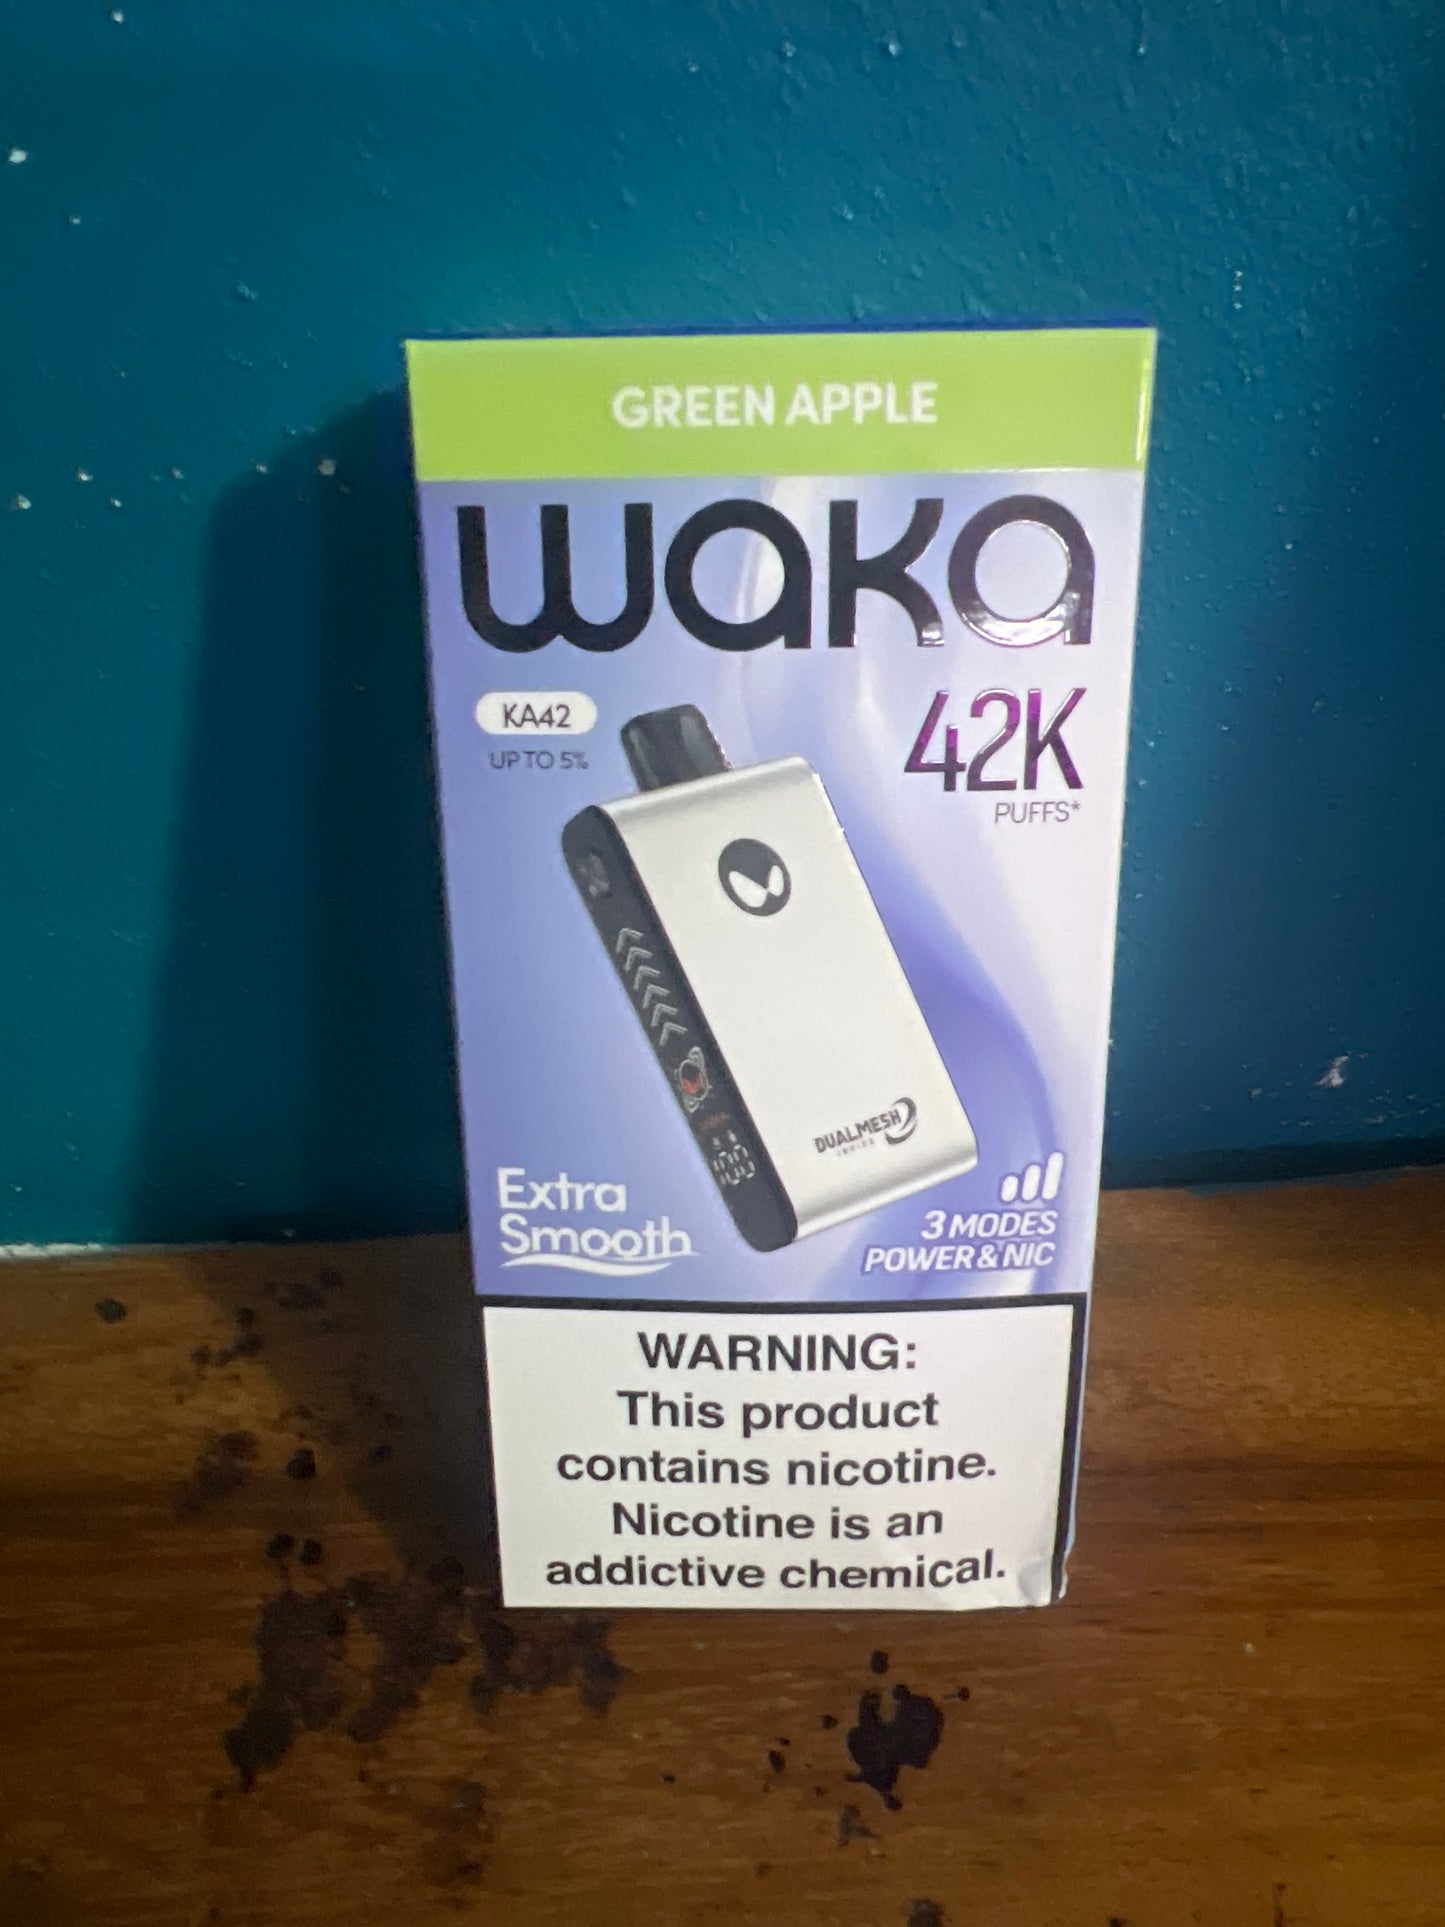 GREEN APPLE
waka
KA42
UP TO 5%
42K
PUFFS*
DUALMESH
100
Extra
Smooth
3 MODES
POWER & NIC
WARNING:
This product
contains nicotine.
Nicotine is an
addictive chemical.